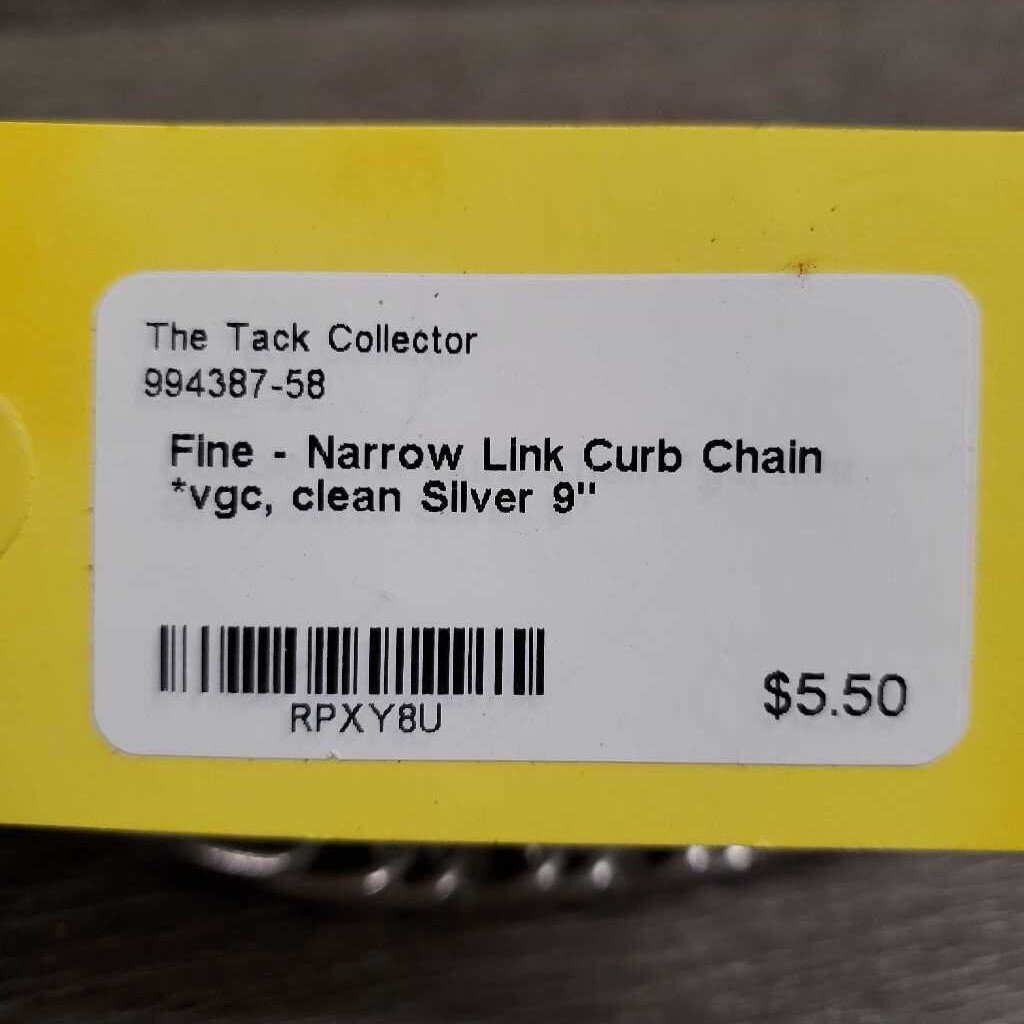 The Tack Collector
994387-58
Fine - Narrow Link Curb Chain
*vgc, clean Silver 9"
RPXY8U
$5.50